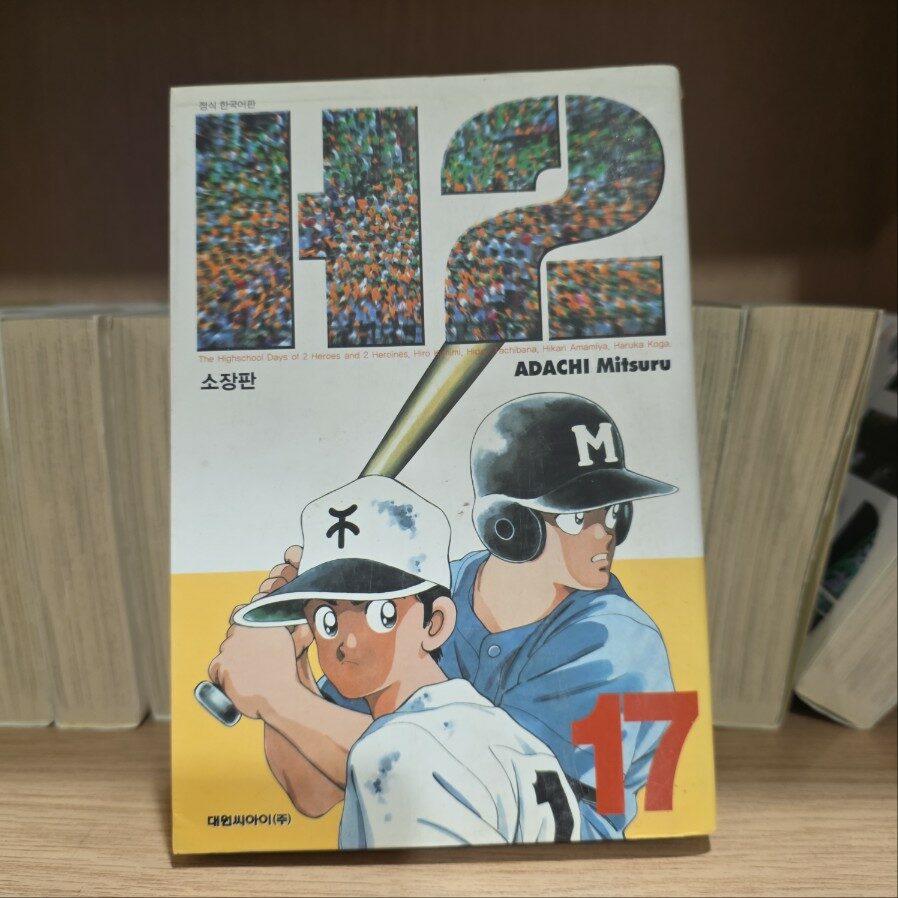 정식 한국어판
H2
The Highschool Days of 2 Heroes and 2 Heroines, Hiro Kunimi, Hideo Tachibana, Hikari Amamiya, Haruka Koga.
ADACHI Mitsuru
소장판
M
17
1
대원씨아이(주)